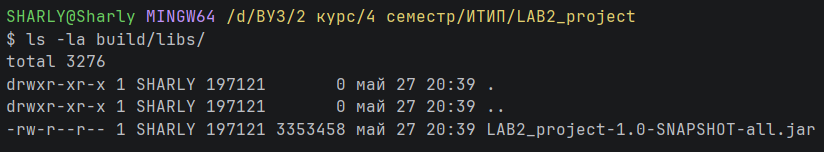 SHARLY@Sharly MINGW64 /d/ВУЗ/2 курс/4 семестр/ИТИП/LAB2_project
$ ls -la build/libs/
total 3276
drwxr-xr-x 1 SHARLY 197121       0 май 27 20:39 .
drwxr-xr-x 1 SHARLY 197121       0 май 27 20:39 ..
-rw-r--r-- 1 SHARLY 197121 3353458 май 27 20:39 LAB2_project-1.0-SNAPSHOT-all.jar